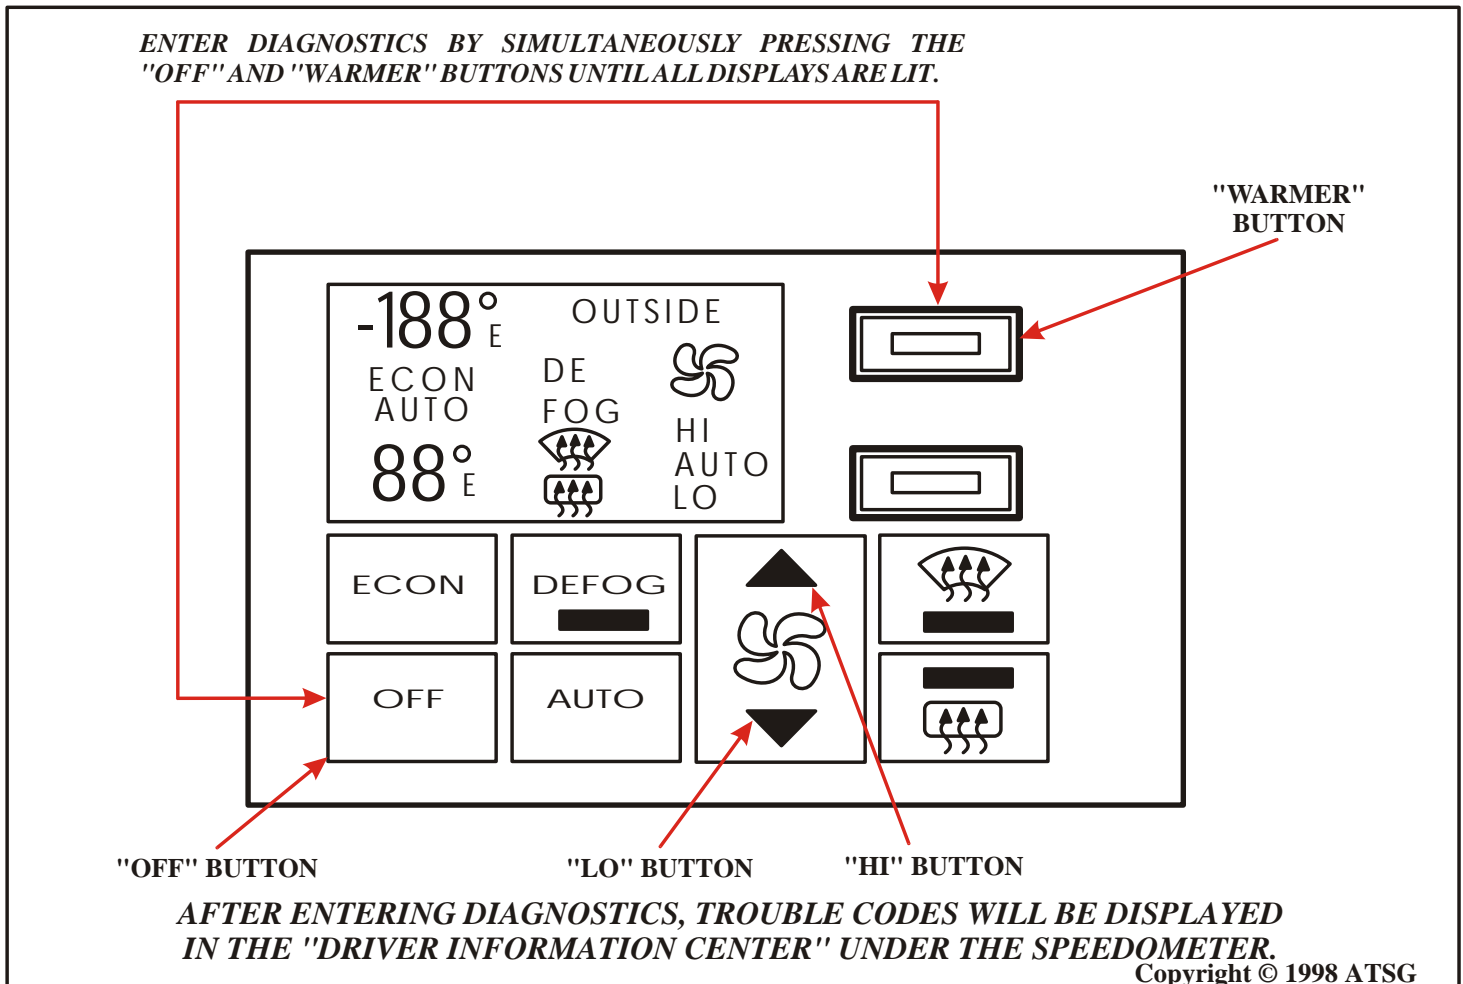 ENTER DIAGNOSTICS BY SIMULTANEOUSLY PRESSING THE
"OFF" AND "WARMER" BUTTONS UNTIL ALL DISPLAYS ARE LIT.
"WARMER"
BUTTON
-188° E
OUTSIDE
ECON
AUTO
DE
FOG
88° E
HI
AUTO
LO
ECON
DEFOG
OFF
AUTO
"OFF" BUTTON
"LO" BUTTON
"HI" BUTTON
AFTER ENTERING DIAGNOSTICS, TROUBLE CODES WILL BE DISPLAYED
IN THE "DRIVER INFORMATION CENTER" UNDER THE SPEEDOMETER.
Copyright © 1998 ATSG